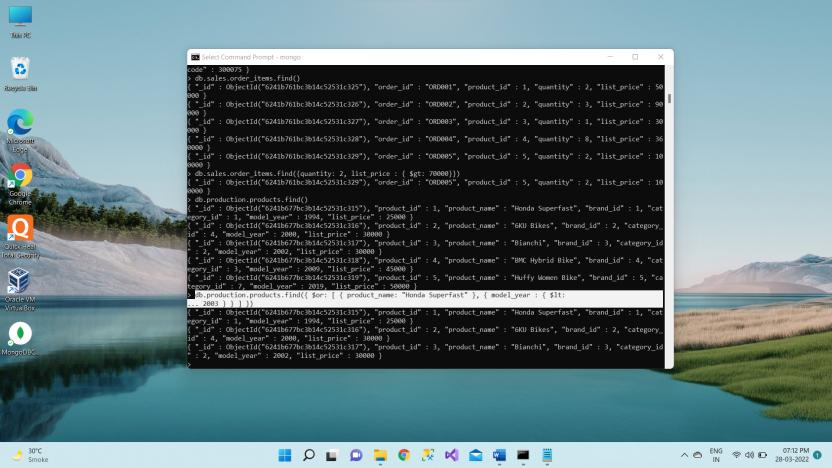 This PC
Recycle Bin
Microsoft
Edge
Google
Chrome
Quick Heal
Total Security
Oracle VM
VirtualBox
MongoDBC...
Select Command Prompt - mongo
code" : 300075 }
> db.sales.order_items.find()
{ "_id" : ObjectId("6241b761bc3b14c52531c325"), "order_id" : "ORD001", "product_id" : 1, "quantity" : 2, "list_price" : 50
000 }
{ "_id" : ObjectId("6241b761bc3b14c52531c326"), "order_id" : "ORD002", "product_id" : 2, "quantity" : 3, "list_price" : 90
000 }
{ "_id" : ObjectId("6241b761bc3b14c52531c327"), "order_id" : "ORD003", "product_id" : 3, "quantity" : 1, "list_price" : 30
000 }
{ "_id" : ObjectId("6241b761bc3b14c52531c328"), "order_id" : "ORD004", "product_id" : 4, "quantity" : 8, "list_price" : 36
0000 }
{ "_id" : ObjectId("6241b761bc3b14c52531c329"), "order_id" : "ORD005", "product_id" : 5, "quantity" : 2, "list_price" : 10
0000 }
> db.sales.order_items.find({quantity: 2, list_price : { $gt: 70000}})
{ "_id" : ObjectId("6241b761bc3b14c52531c329"), "order_id" : "ORD005", "product_id" : 5, "quantity" : 2, "list_price" : 10
0000 }
> db.production.products.find()
{ "_id" : ObjectId("6241b677bc3b14c52531c315"), "product_id" : 1, "product_name" : "Honda Superfast", "brand_id" : 1, "cat
egory_id" : 1, "model_year" : 1994, "list_price" : 25000 }
{ "_id" : ObjectId("6241b677bc3b14c52531c316"), "product_id" : 2, "product_name" : "GKU Bikes", "brand_id" : 2, "category_
id" : 4, "model_year" : 2000, "list_price" : 30000 }
{ "_id" : ObjectId("6241b677bc3b14c52531c317"), "product_id" : 3, "product_name" : "Bianchi", "brand_id" : 3, "category_id
" : 2, "model_year" : 2002, "list_price" : 30000 }
{ "_id" : ObjectId("6241b677bc3b14c52531c318"), "product_id" : 4, "product_name" : "BMC Hybrid Bike", "brand_id" : 4, "cat
egory_id" : 3, "model_year" : 2009, "list_price" : 45000 }
{ "_id" : ObjectId("6241b677bc3b14c52531c319"), "product_id" : 5, "product_name" : "Huffy Women Bike", "brand_id" : 5, "ca
tegory_id" : 7, "model_year" : 2019, "list_price" : 50000 }
> db.production.products.find({ $or: [ { product_name: "Honda Superfast" }, { model_year : { $lt:
... 2003 } } ] })
{ "_id" : ObjectId("6241b677bc3b14c52531c315"), "product_id" : 1, "product_name" : "Honda Superfast", "brand_id" : 1, "cat
egory_id" : 1, "model_year" : 1994, "list_price" : 25000 }
{ "_id" : ObjectId("6241b677bc3b14c52531c316"), "product_id" : 2, "product_name" : "GKU Bikes", "brand_id" : 2, "category_
id" : 4, "model_year" : 2000, "list_price" : 30000 }
{ "_id" : ObjectId("6241b677bc3b14c52531c317"), "product_id" : 3, "product_name" : "Bianchi", "brand_id" : 3, "category_id
" : 2, "model_year" : 2002, "list_price" : 30000 }
>
30°C
Smoke
ENG
IN
07:12 PM
28-03-2022
1